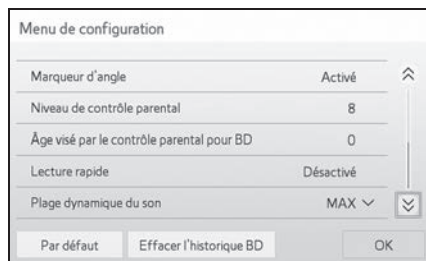 Menu de configuration
Marqueur d'angle Activé
Niveau de contrôle parental 8
Âge visé par le contrôle parental pour BD 0
Lecture rapide Désactivé
Plage dynamique du son MAX
Par défaut Effacer l'historique BD OK